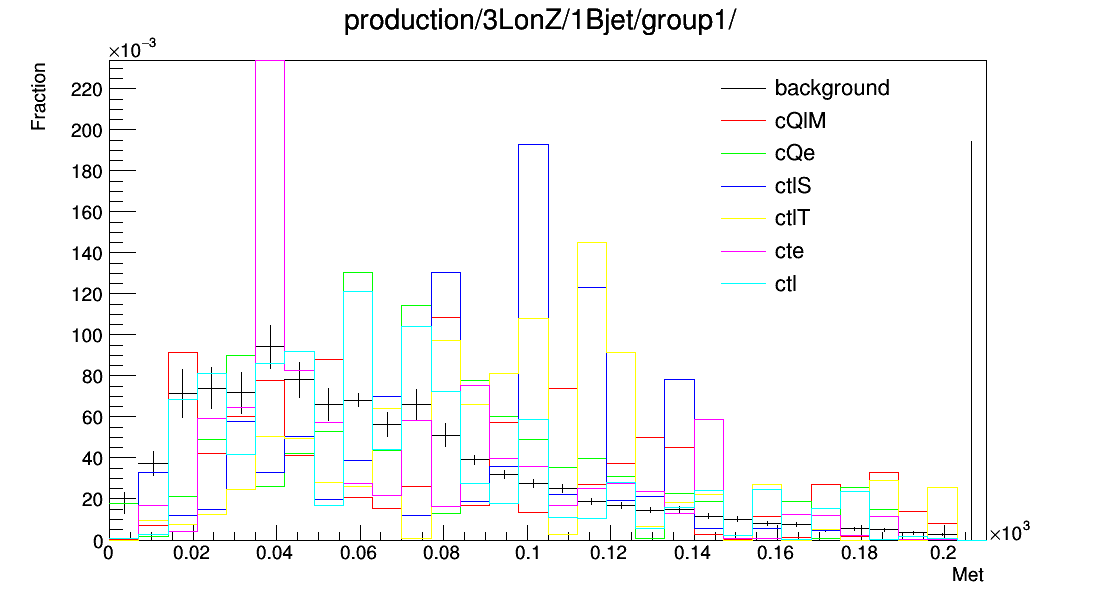 production/3LonZ/1Bjet/group1/
×10⁻³
Fraction
220
200
180
160
140
120
100
80
60
40
20
0
background
cQlM
cQe
ctlS
ctlT
cte
ctl
0 0.02 0.04 0.06 0.08 0.1 0.12 0.14 0.16 0.18 0.2
×10³
Met